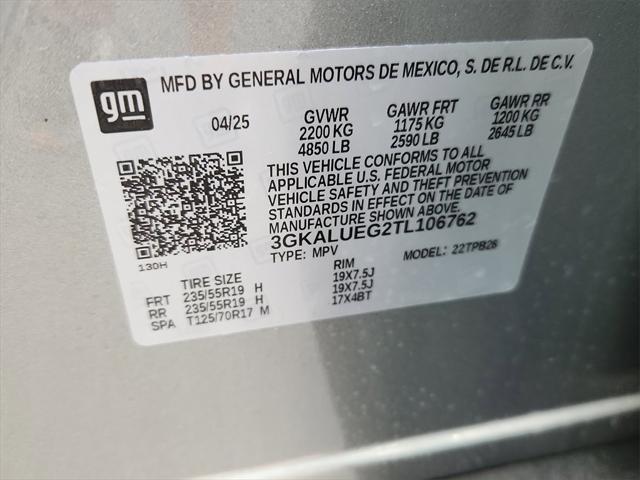 gm
MFD BY GENERAL MOTORS DE MEXICO, S. DE R.L. DE C.V.
04/25 GVWR GAWR FRT GAWR RR
2200 KG 1175 KG 1200 KG
4850 LB 2590 LB 2645 LB
THIS VEHICLE CONFORMS TO ALL
APPLICABLE U.S. FEDERAL MOTOR
VEHICLE SAFETY AND THEFT PREVENTION
STANDARDS IN EFFECT ON THE DATE OF
MANUFACTURE SHOWN ABOVE.
3GKALUEG2TL106762
130H TYPE: MPV MODEL: 22TPB26
TIRE SIZE RIM
FRT 235/55R19 H 19X7.5J
RR 235/55R19 H 19X7.5J
SPA T125/70R17 M 17X4BT